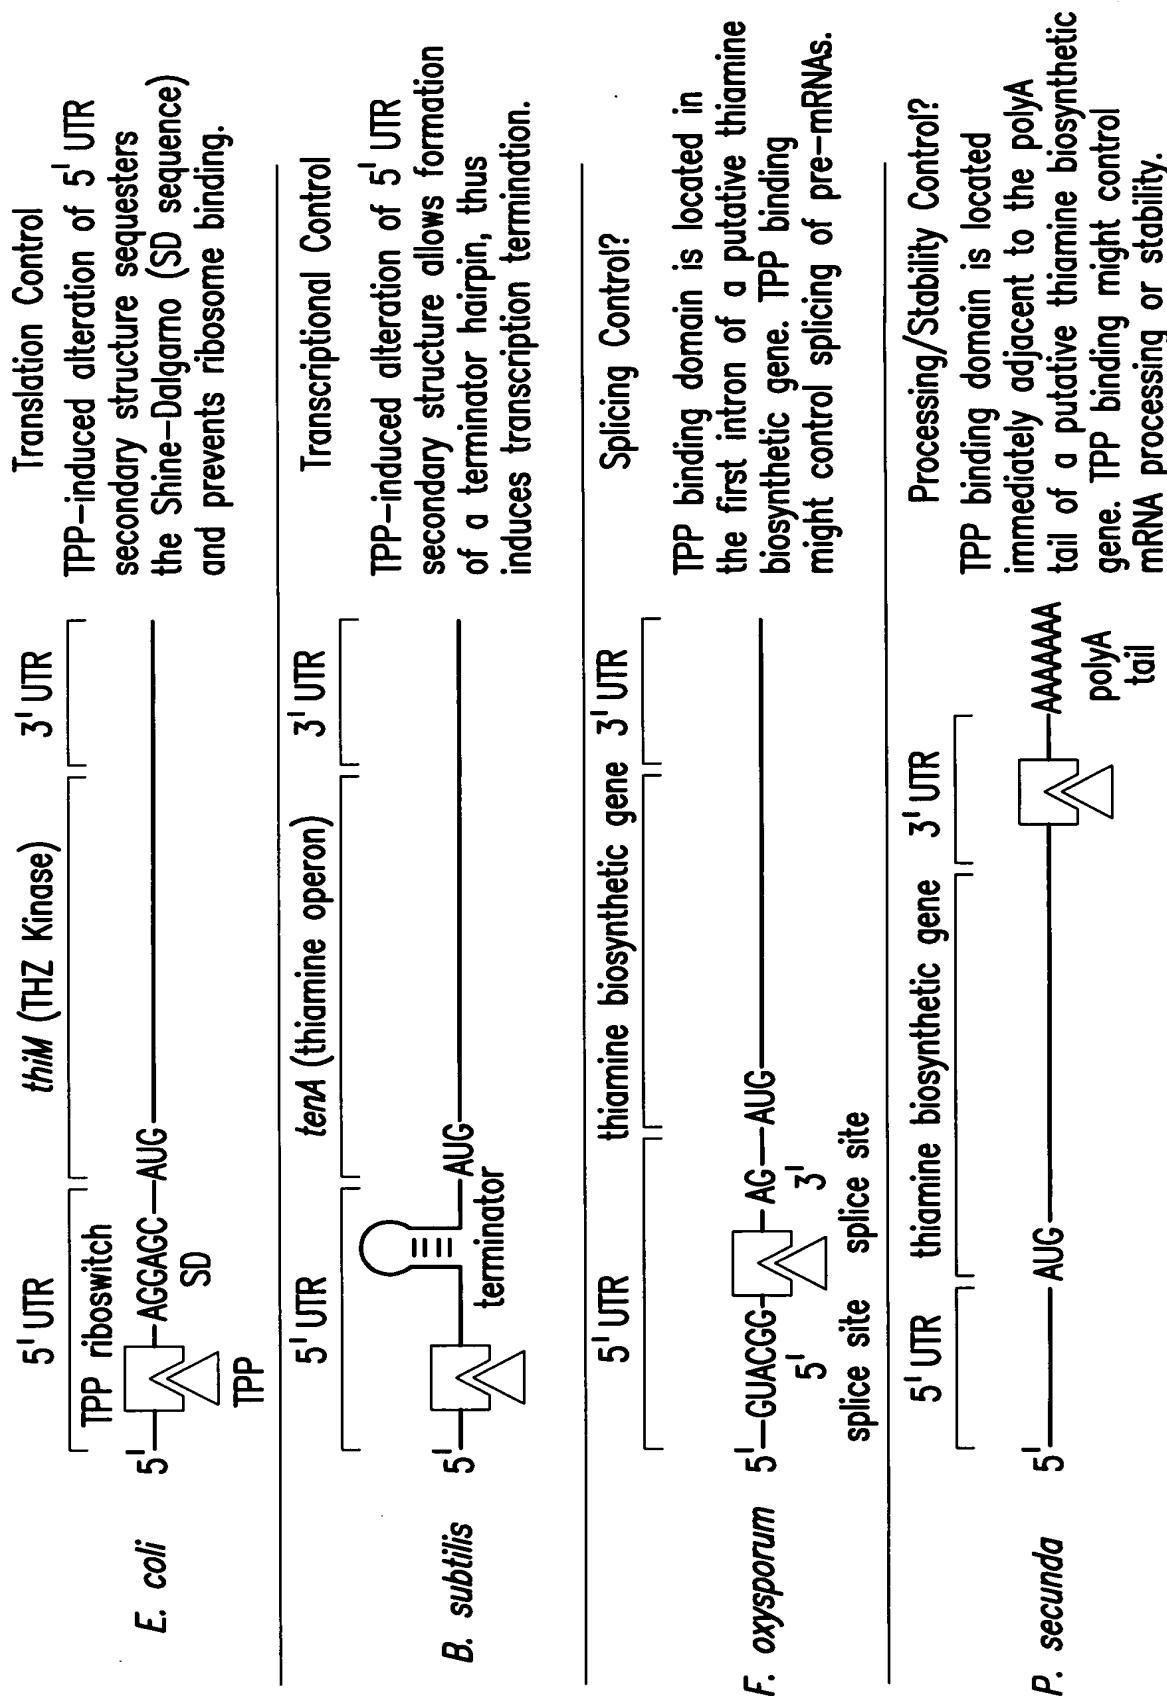 5' UTR
thiM (THZ Kinase)
3' UTR
Translation Control
TPP riboswitch
E. coli
5'
AGGAGC
AUG
SD
TPP
TPP-induced alteration of 5' UTR
secondary structure sequesters
the Shine-Dalgarno (SD sequence)
and prevents ribosome binding.
5' UTR
tenA (thiamine operon)
3' UTR
Transcriptional Control
B. subtilis
5'
AUG
terminator
TPP-induced alteration of 5' UTR
secondary structure allows formation
of a terminator hairpin, thus
induces transcription termination.
5' UTR
thiamine biosynthetic gene
3' UTR
Splicing Control?
F. oxysporum
5'
GUACGG
AG
AUG
5'
splice site
3'
splice site
TPP binding domain is located in
the first intron of a putative thiamine
biosynthetic gene. TPP binding
might control splicing of pre-mRNAs.
5' UTR
thiamine biosynthetic gene
3' UTR
Processing/Stability Control?
P. secunda
5'
AUG
AAAAAAA
polyA
tail
TPP binding domain is located
immediately adjacent to the polyA
tail of a putative thiamine biosynthetic
gene. TPP binding might control
mRNA processing or stability.